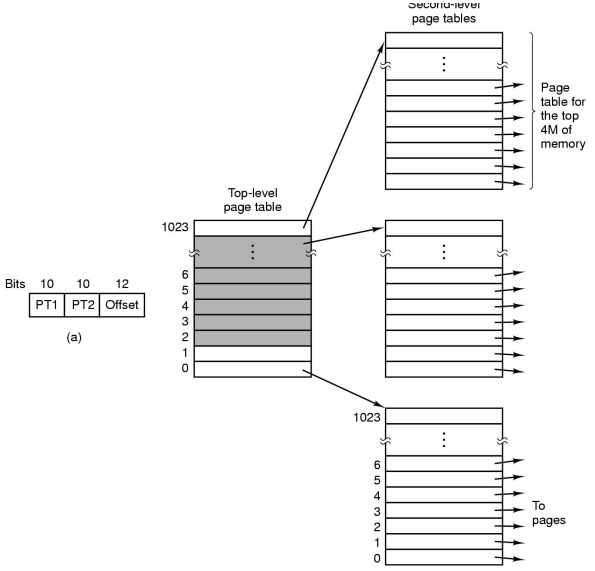 Second-level
page tables
Page
table for
the top
4M of
memory
Top-level
page table
1023
6
5
4
3
2
1
0
Bits 10 10 12
PT1 PT2 Offset
(a)
1023
6
5
4
3
2
1
0
To
pages